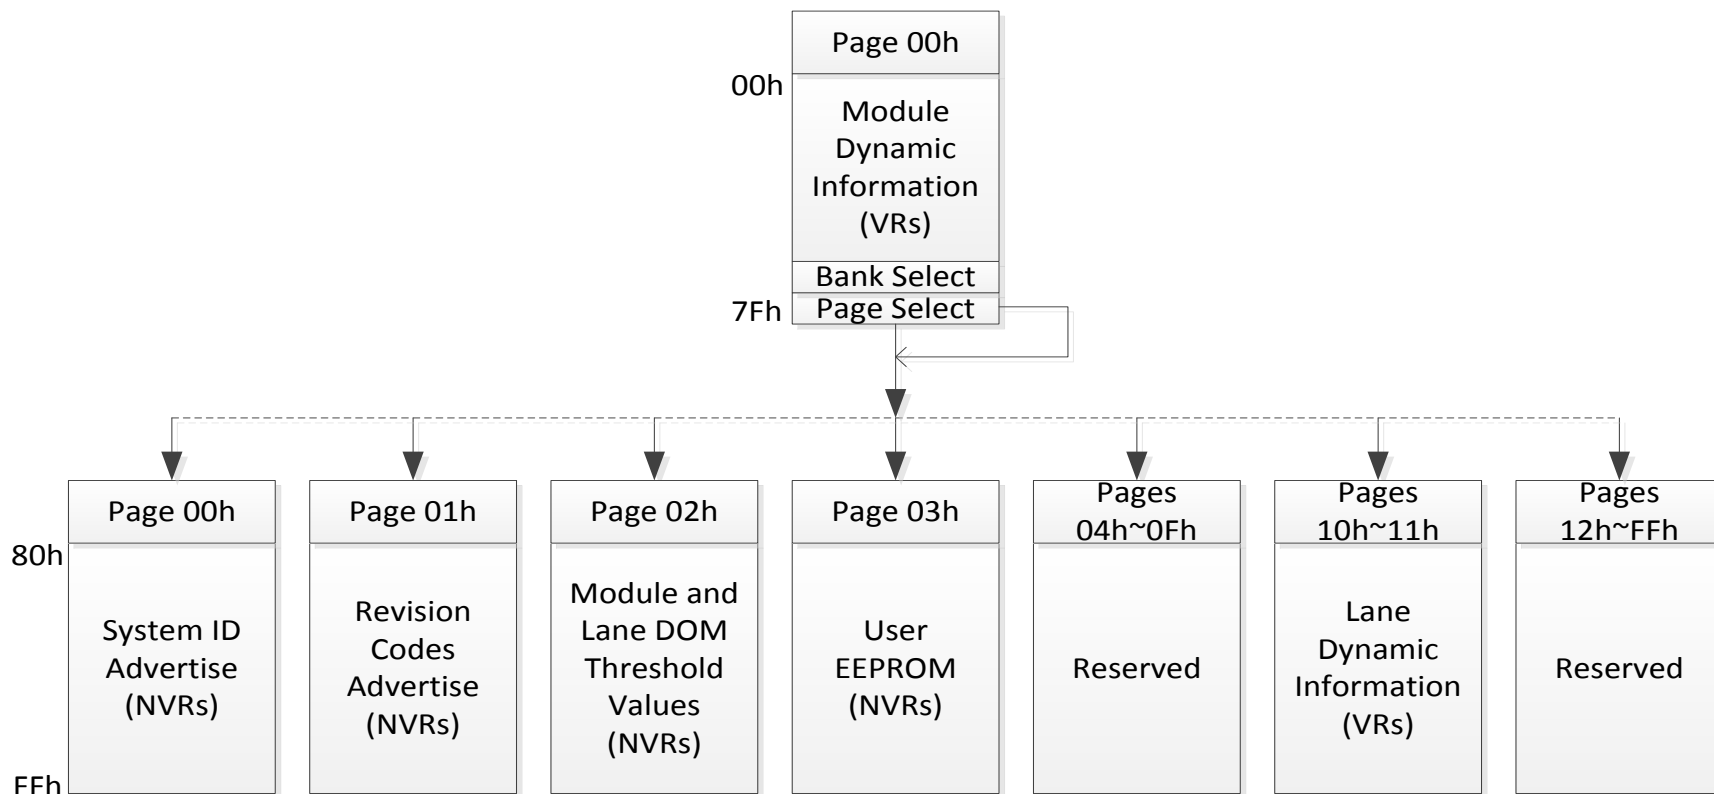 Page 00h
00h
Module
Dynamic
Information
(VRs)
Bank Select
7Fh
Page Select
Page 00h
Page 01h
Page 02h
Page 03h
Pages
04h~0Fh
Pages
10h~11h
Pages
12h~FFh
80h
System ID
Advertise
(NVRs)
Revision
Codes
Advertise
(NVRs)
Module and
Lane DOM
Threshold
Values
(NVRs)
User
EEPROM
(NVRs)
Reserved
Lane
Dynamic
Information
(VRs)
Reserved
FFh